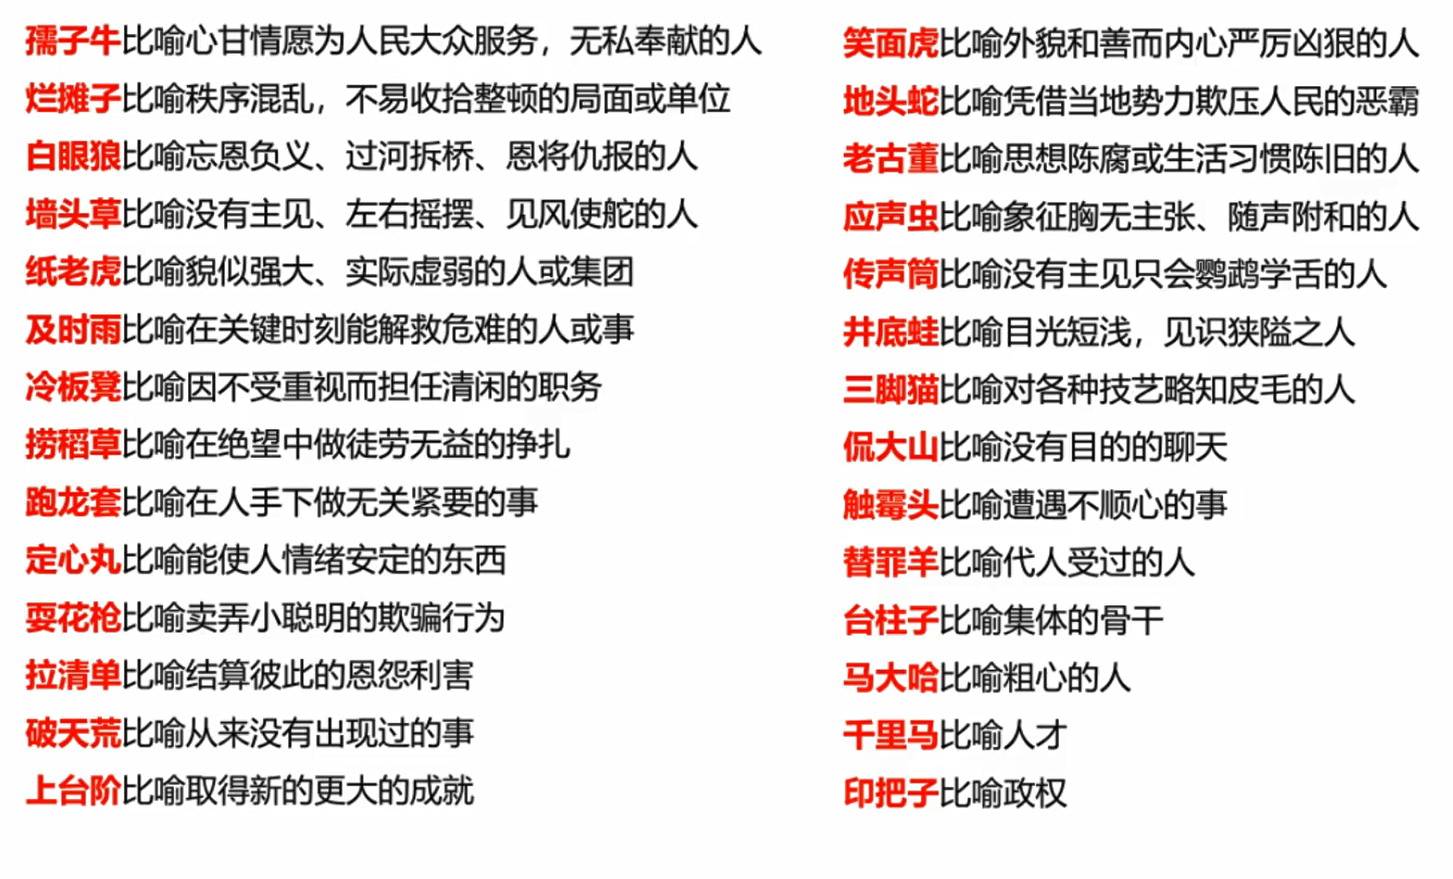 孺子牛比喻心甘情愿为人民大众服务，无私奉献的人
烂摊子比喻秩序混乱，不易收拾整顿的局面或单位
白眼狼比喻忘恩负义、过河拆桥、恩将仇报的人
墙头草比喻没有主见、左右摇摆、见风使舵的人
纸老虎比喻貌似强大、实际虚弱的人或集团
及时雨比喻在关键时刻能解救危难的人或事
冷板凳比喻因不受重视而担任清闲的职务
捞稻草比喻在绝望中做徒劳无益的挣扎
跑龙套比喻在人手下做无关紧要的事
定心丸比喻能使人情绪安定的东西
耍花枪比喻卖弄小聪明的欺骗行为
拉清单比喻结算彼此的恩怨利害
破天荒比喻从来没有出现过的事
上台阶比喻取得新的更大的成就
笑面虎比喻外貌和善而内心严厉凶狠的人
地头蛇比喻凭借当地势力欺压人民的恶霸
老古董比喻思想陈腐或生活习惯陈旧的人
应声虫比喻象征胸无主张、随声附和的人
传声筒比喻没有主见只会鹦鹉学舌的人
井底蛙比喻目光短浅，见识狭隘之人
三脚猫比喻对各种技艺略知皮毛的人
侃大山比喻没有目的的聊天
触霉头比喻遭遇不顺心的事
替罪羊比喻代人受过的人
台柱子比喻集体的骨干
马大哈比喻粗心的人
千里马比喻人才
印把子比喻政权